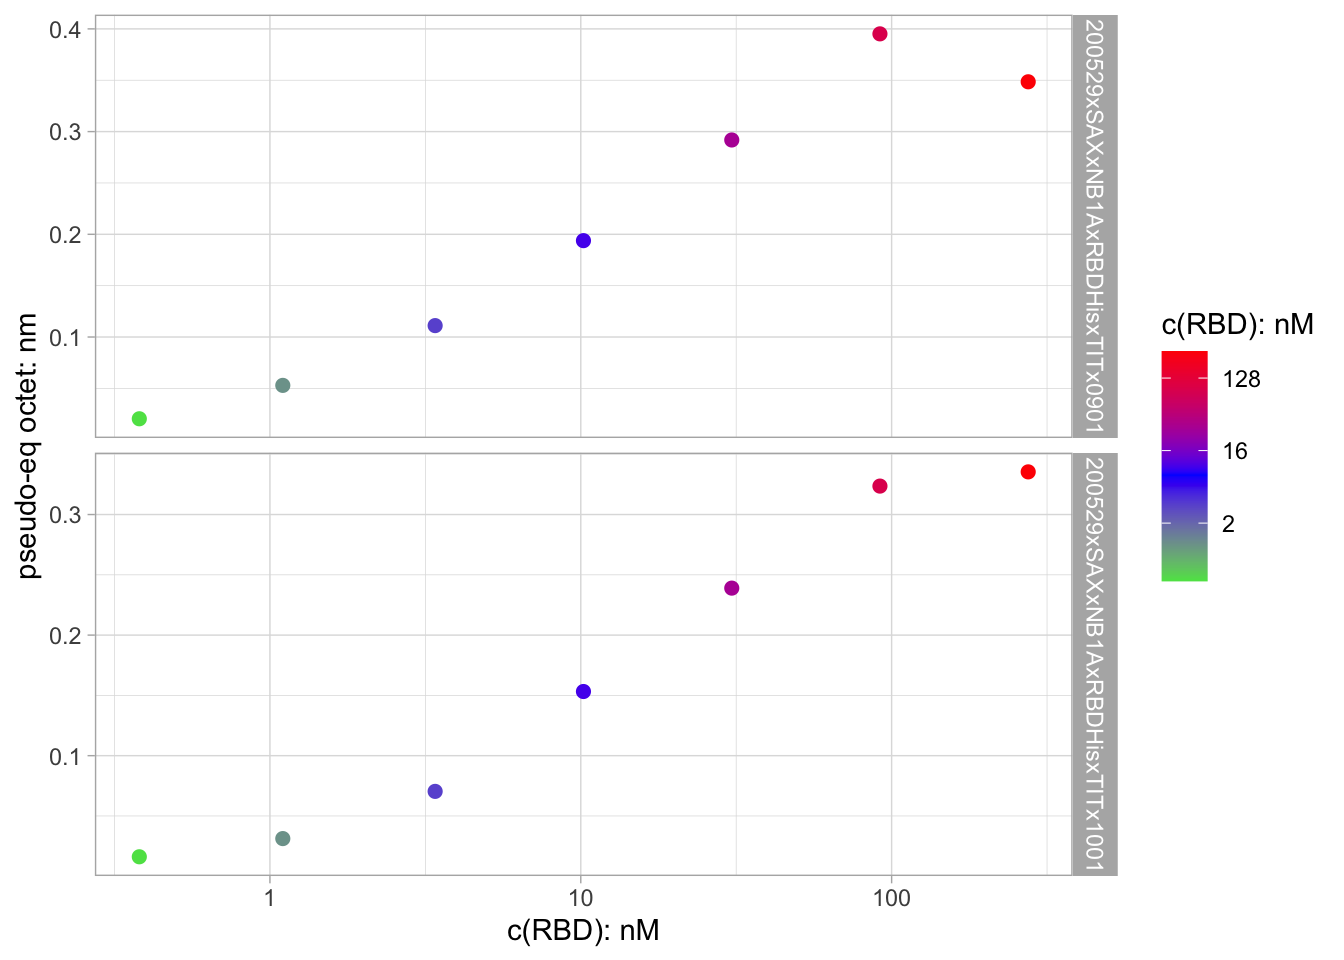 0.4
0.3
0.2
0.1
200529xSAXxNB1AxRBDHisxTITx0901
0.3
0.2
0.1
200529xSAXxNB1AxRBDHisxTITx1001
pseudo-eq octet: nm
1
10
100
c(RBD): nM
c(RBD): nM
128
16
2